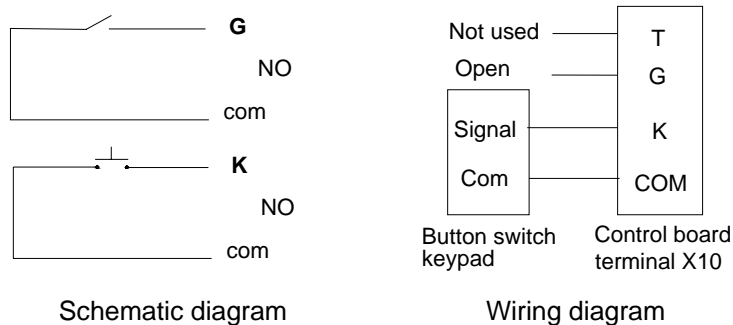 G
NO
com
K
NO
com
Schematic diagram
Not used
T
Open
G
Signal
K
Com
COM
Button switch
keypad
Control board
terminal X10
Wiring diagram